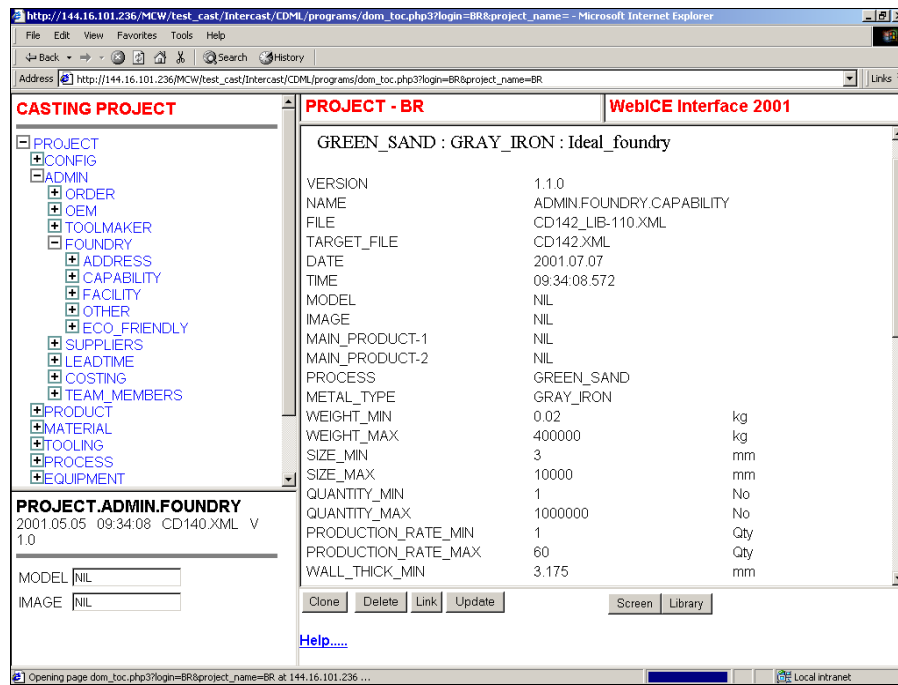 http://144.16.101.236/MCW/test_cast/Intercast/CDML/programs/dom_toc.php3?login=BR&project_name= - Microsoft Internet Explorer
File Edit View Favorites Tools Help
Back Search History
Address http://144.16.101.236/MCW/test_cast/Intercast/CDML/programs/dom_toc.php3?login=BR&project_name=BR Links
CASTING PROJECT
PROJECT
CONFIG
ADMIN
ORDER
OEM
TOOLMAKER
FOUNDRY
ADDRESS
CAPABILITY
FACILITY
OTHER
ECO_FRIENDLY
SUPPLIERS
LEADTIME
COSTING
TEAM_MEMBERS
PRODUCT
MATERIAL
TOOLING
PROCESS
EQUIPMENT
PROJECT.ADMIN.FOUNDRY
2001.05.05 09:34:08 CD140.XML V
1.0
MODEL NIL
IMAGE NIL
PROJECT - BR WebICE Interface 2001
GREEN_SAND : GRAY_IRON : Ideal_foundry
VERSION 1.1.0
NAME ADMIN.FOUNDRY.CAPABILITY
FILE CD142_LIB-110.XML
TARGET_FILE CD142.XML
DATE 2001.07.07
TIME 09:34:08.572
MODEL NIL
IMAGE NIL
MAIN_PRODUCT-1 NIL
MAIN_PRODUCT-2 NIL
PROCESS GREEN_SAND
METAL_TYPE GRAY_IRON
WEIGHT_MIN 0.02 kg
WEIGHT_MAX 400000 kg
SIZE_MIN 3 mm
SIZE_MAX 10000 mm
QUANTITY_MIN 1 No
QUANTITY_MAX 1000000 No
PRODUCTION_RATE_MIN 1 Qty
PRODUCTION_RATE_MAX 60 Qty
WALL_THICK_MIN 3.175 mm
Clone Delete Link Update Screen Library
Help.....
Opening page dom_toc.php3?login=BR&project_name=BR at 144.16.101.236 ... Local intranet